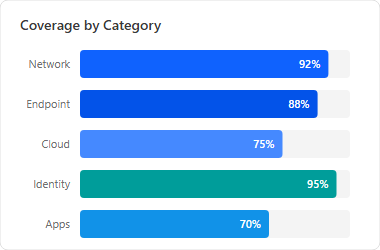 Coverage by Category
Network 92%
Endpoint 88%
Cloud 75%
Identity 95%
Apps 70%